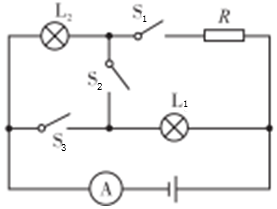 L₂ S₁ R
S₂
S₃ L₁
A